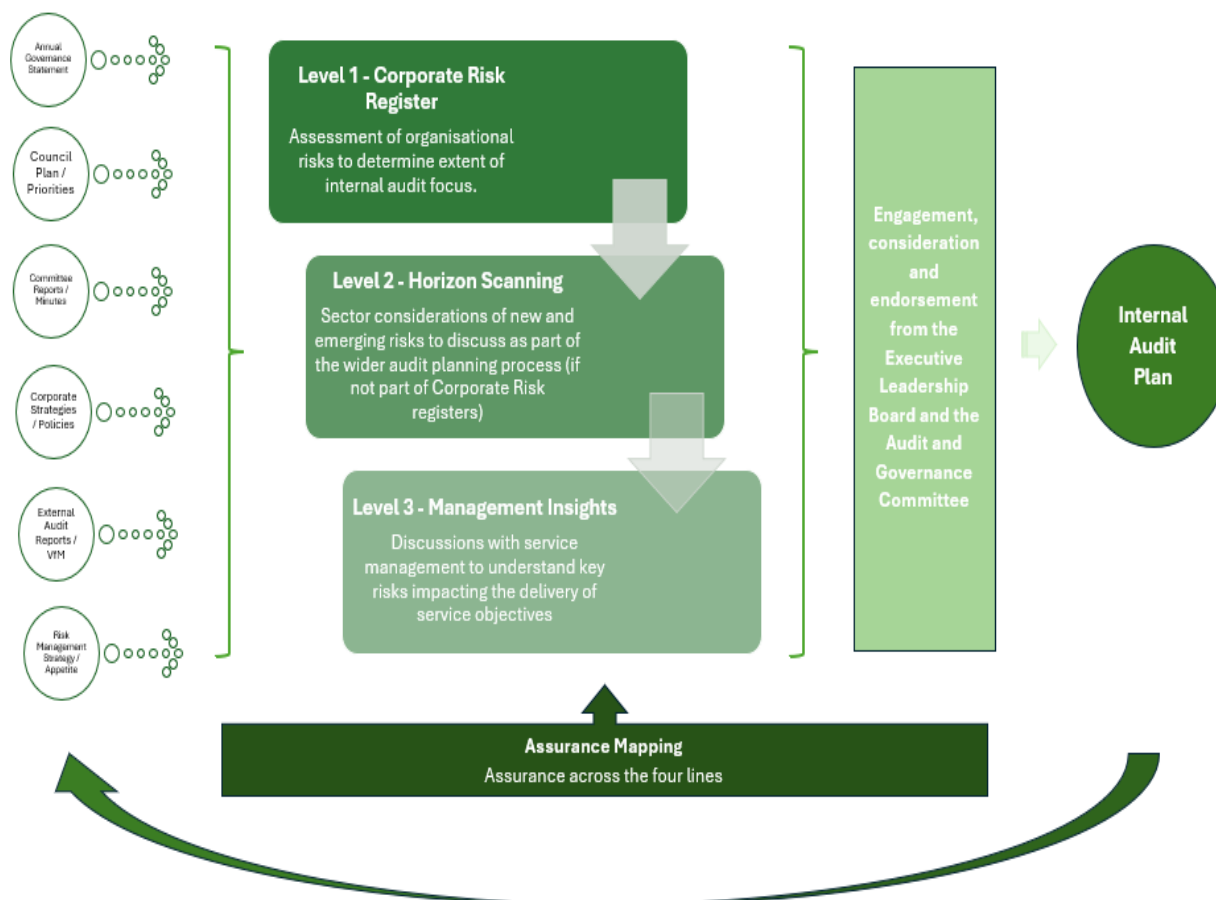 Annual
Governance
Statement
Council
Plan /
Priorities
Committee
Reports /
Minutes
Corporate
Strategies
/ Policies
External
Audit
Reports /
VfM
Risk
Management
Strategy /
Appetite
Level 1 - Corporate Risk
Register
Assessment of organisational
risks to determine extent of
internal audit focus.
Level 2 - Horizon Scanning
Sector considerations of new and
emerging risks to discuss as part of
the wider audit planning process (if
not part of Corporate Risk
registers)
Level 3 - Management Insights
Discussions with service
management to understand key
risks impacting the delivery of
service objectives
Engagement,
consideration
and
endorsement
from the
Executive
Leadership
Board and the
Audit and
Governance
Committee
Internal
Audit
Plan
Assurance Mapping
Assurance across the four lines